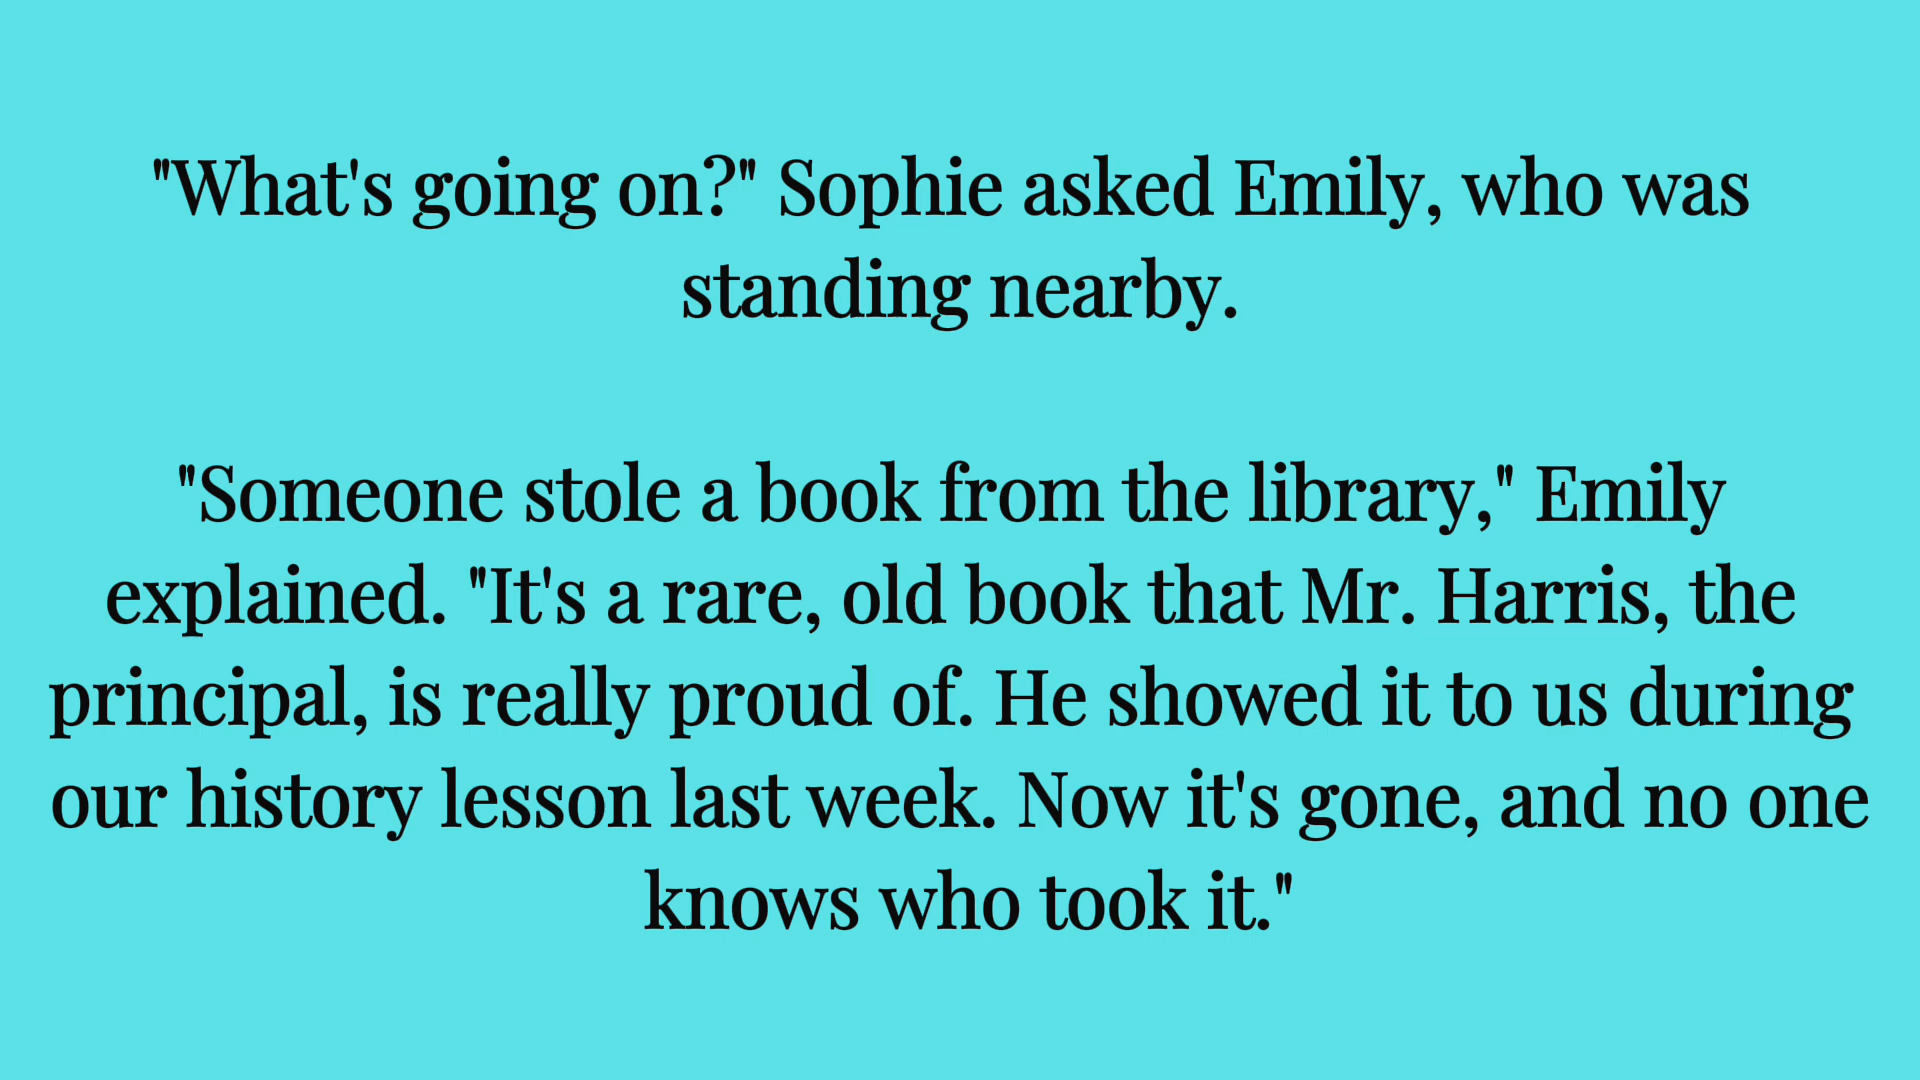 "What's going on?" Sophie asked Emily, who was
standing nearby.
"Someone stole a book from the library," Emily
explained. "It's a rare, old book that Mr. Harris, the
principal, is really proud of. He showed it to us during
our history lesson last week. Now it's gone, and no one
knows who took it."